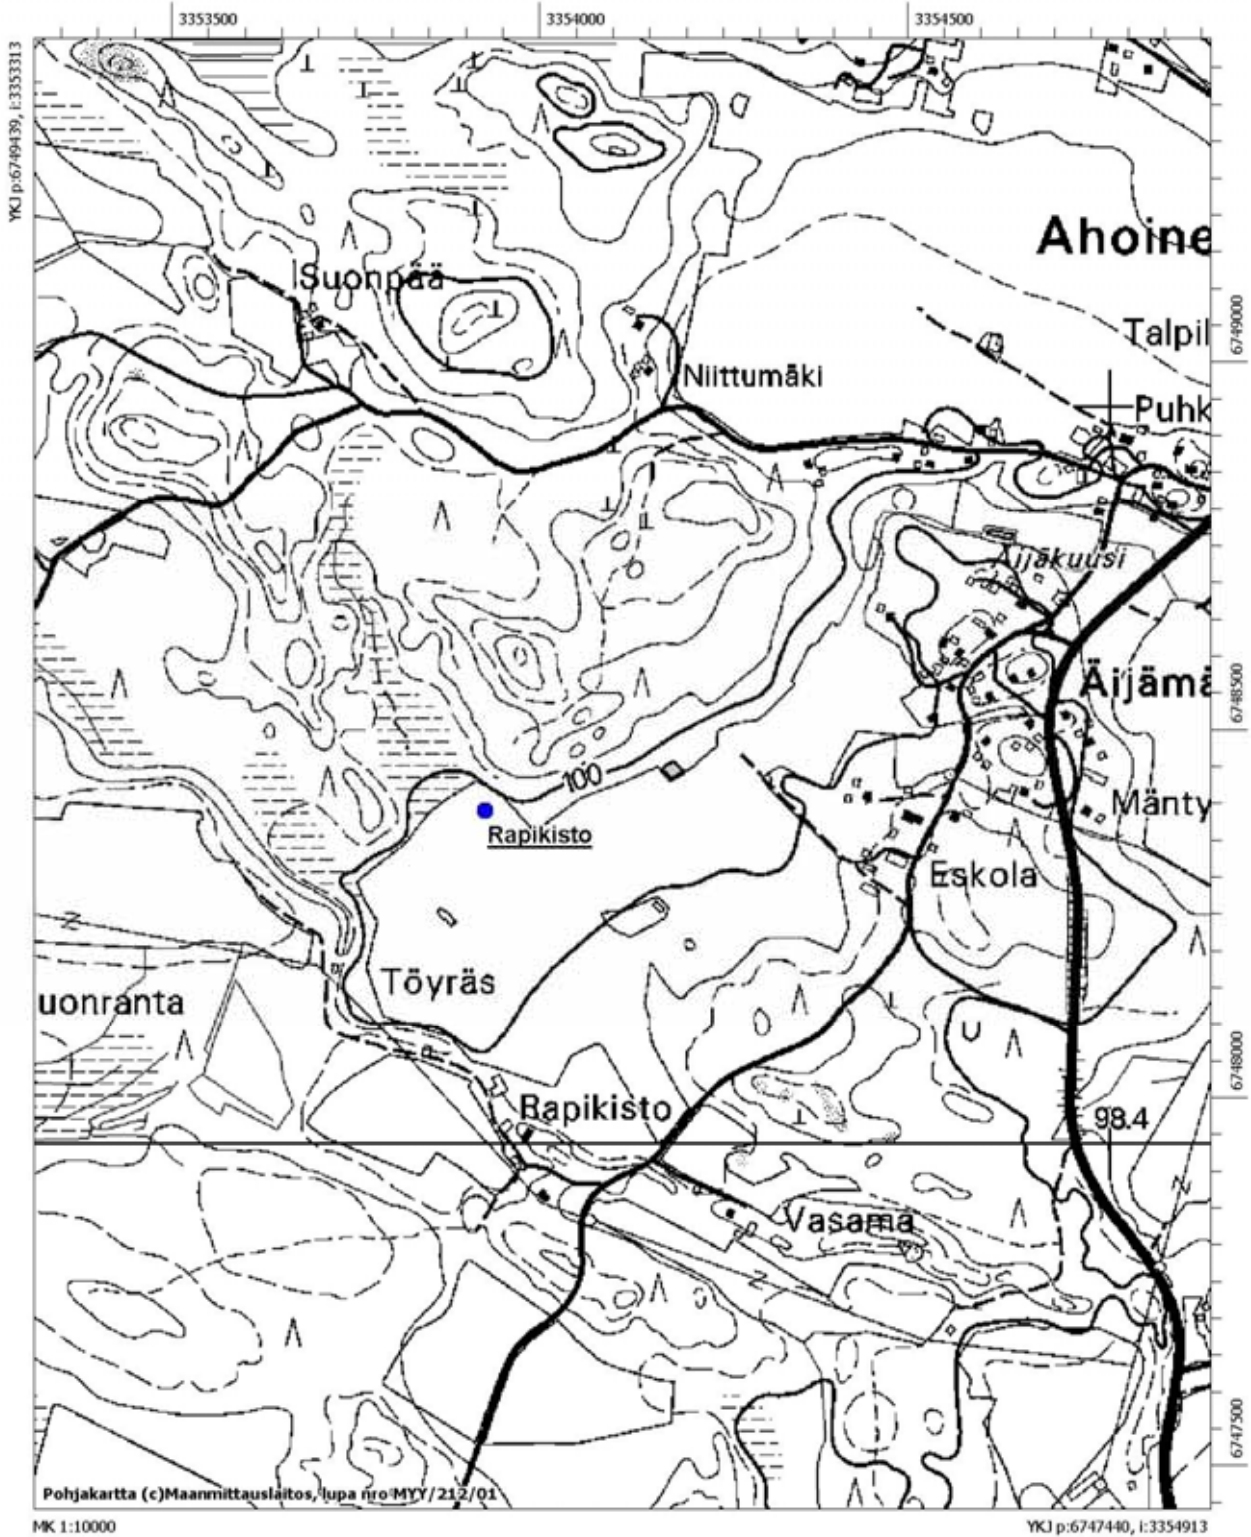 3353500
3354000
3354500
YKJ p:6749439, i:3353313
Ahoine
Suonpää
6749000
Talpil
Niittumäki
Puhk
Äijäkuusi
Äijämä
6748500
100
Mänty
Rapikisto
Eskola
Töyräs
uonranta
6748000
Rapikisto
98.4
Vasama
6747500
Pohjakartta (c)Maanmittauslaitos, lupa nro MYY/212/01
MK 1:10000
YKJ p:6747440, i:3354913